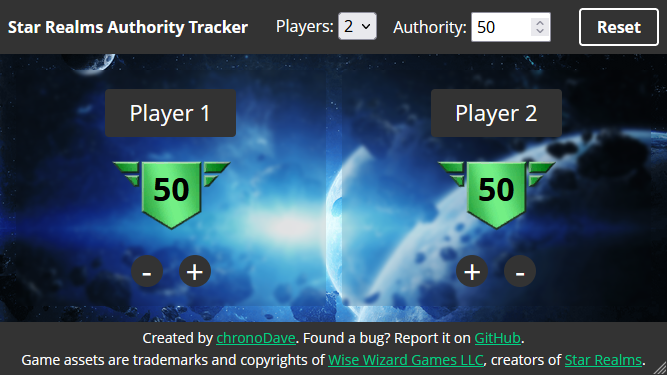 Star Realms Authority Tracker Players: 2 Authority: 50 Reset
Player 1 Player 2
50 50
- + + -
Created by chronoDave. Found a bug? Report it on GitHub.
Game assets are trademarks and copyrights of Wise Wizard Games LLC, creators of Star Realms.